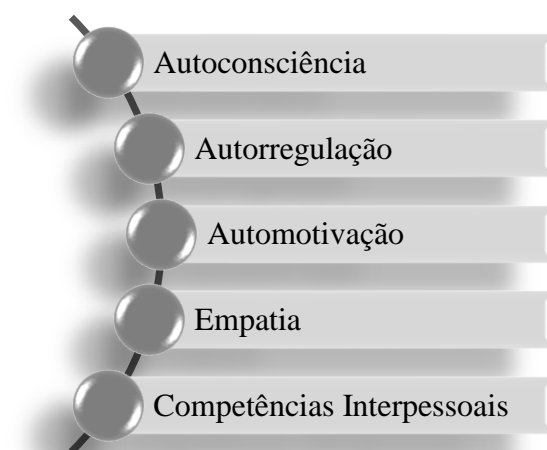 Autoconsciência
Autorregulação
Automotivação
Empatia
Competências Interpessoais